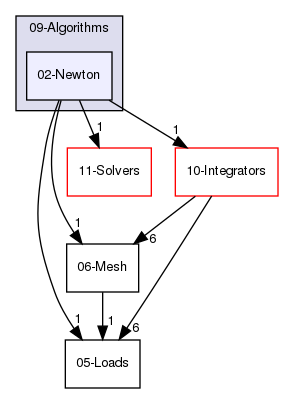 09-Algorithms
02-Newton
1
1
11-Solvers
10-Integrators
1
6
06-Mesh
1
1
6
05-Loads